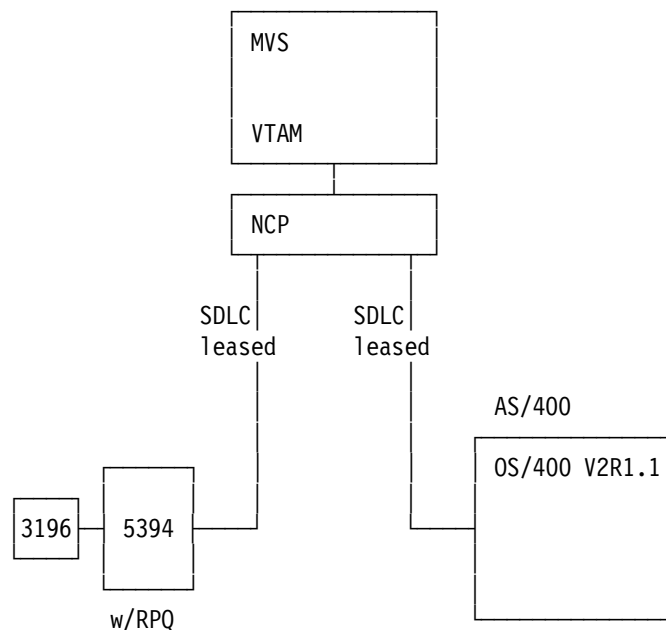 MVS
VTAM
NCP
SDLC
leased
SDLC
leased
AS/400
OS/400 V2R1.1
3196
5394
w/RPQ